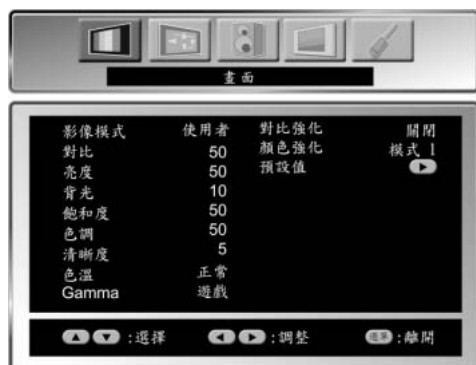 畫面
影像模式 使用者
對比 50
亮度 50
背光 10
飽和度 50
色調 50
清晰度 5
色溫 正常
Gamma 遊戲
對比強化 關閉
顏色強化 模式 1
預設值
:選擇 :調整 選單 :離開